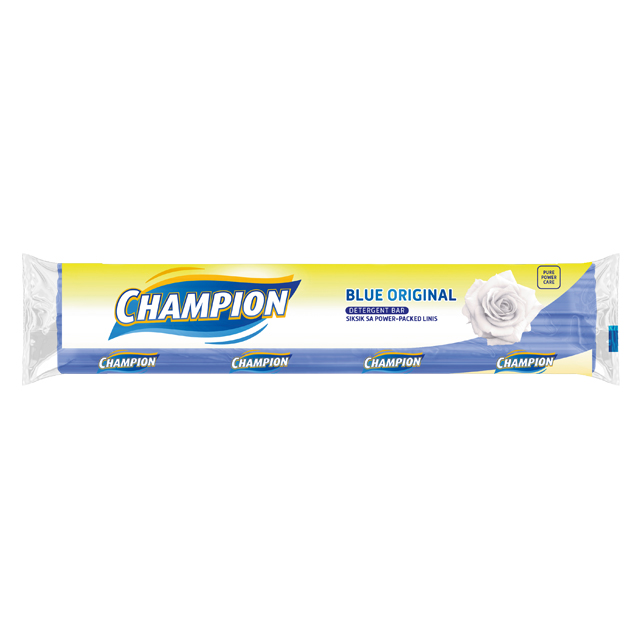 CHAMPION
BLUE ORIGINAL
DETERGENT BAR
SIKSIK SA POWER-PACKED LINIS
PURE
POWER
CARE
CHAMPION
CHAMPION
CHAMPION
CHAMPION